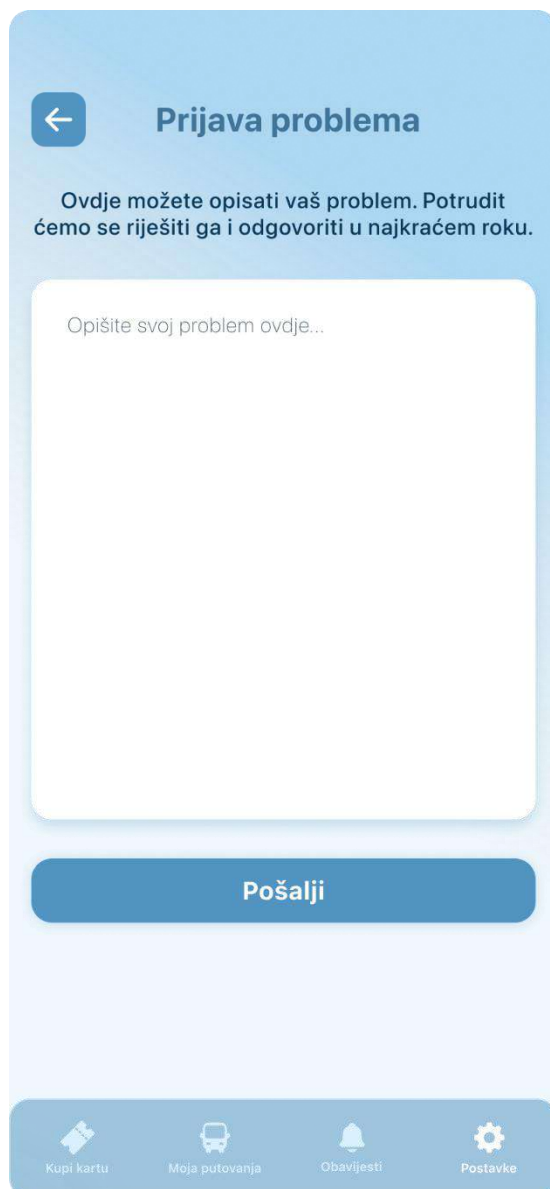 Prijava problema
Ovdje možete opisati vaš problem. Potrudit
ćemo se riješiti ga i odgovoriti u najkraćem roku.
Opišite svoj problem ovdje...
Pošalji
Kupi kartu
Moja putovanja
Obavijesti
Postavke